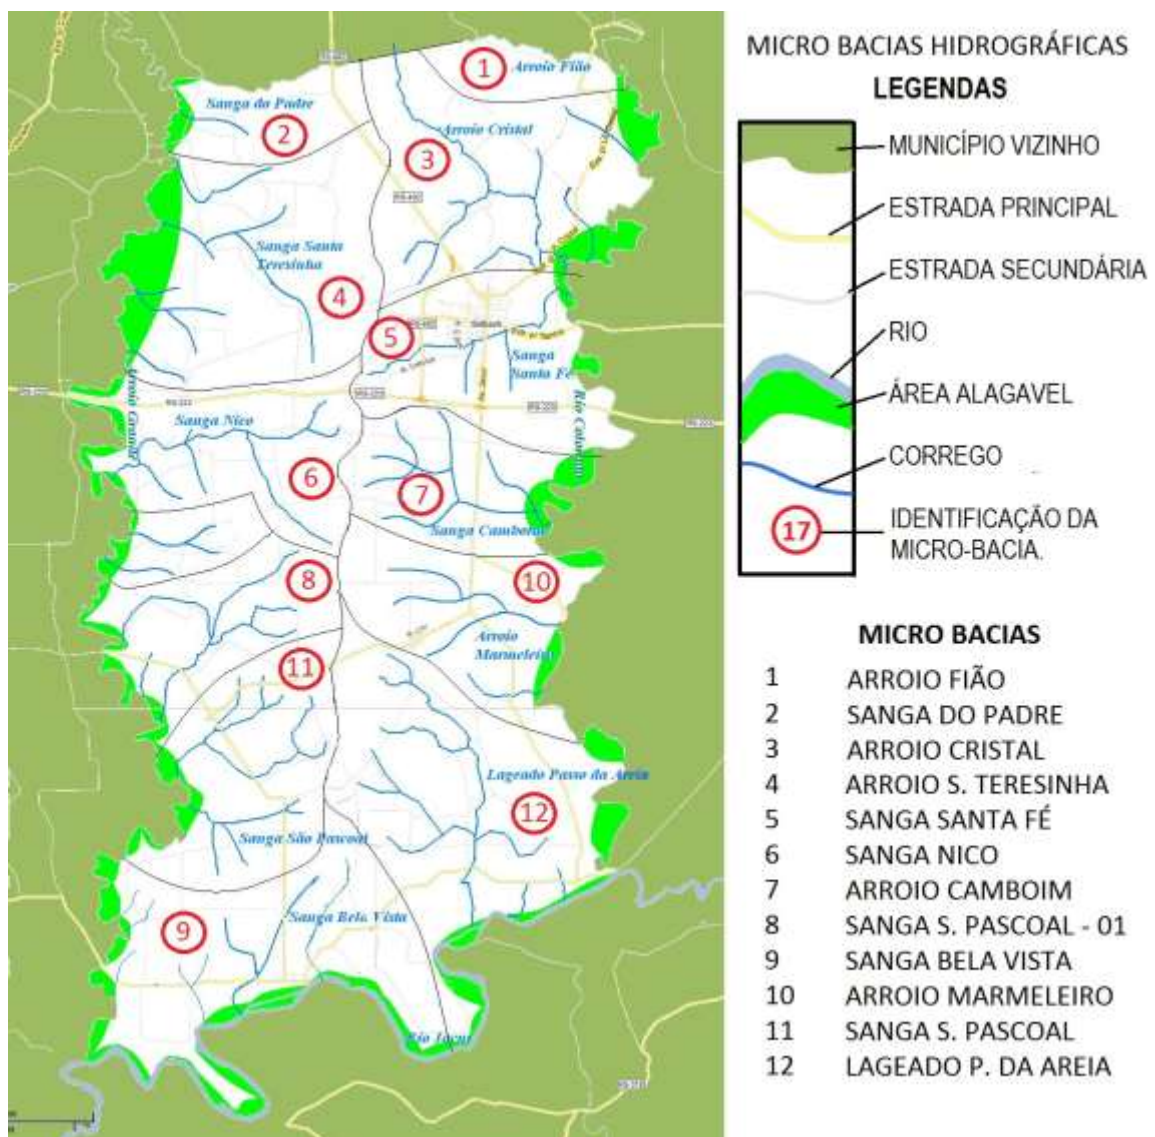 MICRO BACIAS HIDROGRÁFICAS
LEGENDAS
MUNICÍPIO VIZINHO
ESTRADA PRINCIPAL
ESTRADA SECUNDÁRIA
RIO
ÁREA ALAGAVEL
CORREGO
17
IDENTIFICAÇÃO DA
MICRO-BACIA.
MICRO BACIAS
1 ARROIO FIÃO
2 SANGA DO PADRE
3 ARROIO CRISTAL
4 ARROIO S. TERESINHA
5 SANGA SANTA FÉ
6 SANGA NICO
7 ARROIO CAMBOIM
8 SANGA S. PASCOAL - 01
9 SANGA BELA VISTA
10 ARROIO MARMELEIRO
11 SANGA S. PASCOAL
12 LAGEADO P. DA AREIA
1
Arroio Fião
Sanga do Padre
2
Arroio Cristal
3
Sanga Santa
Teresinha
4
5
Sanga
Santa Fé
Arroio Grande
RS-223
Sanga Nico
Rio Colorado
6
7
Sanga Camboim
8
10
Arroio
Marmeleiro
11
Lageado Passo da Areia
12
Sanga São Pascoal
Sanga Bela Vista
9
Rio Jacuí